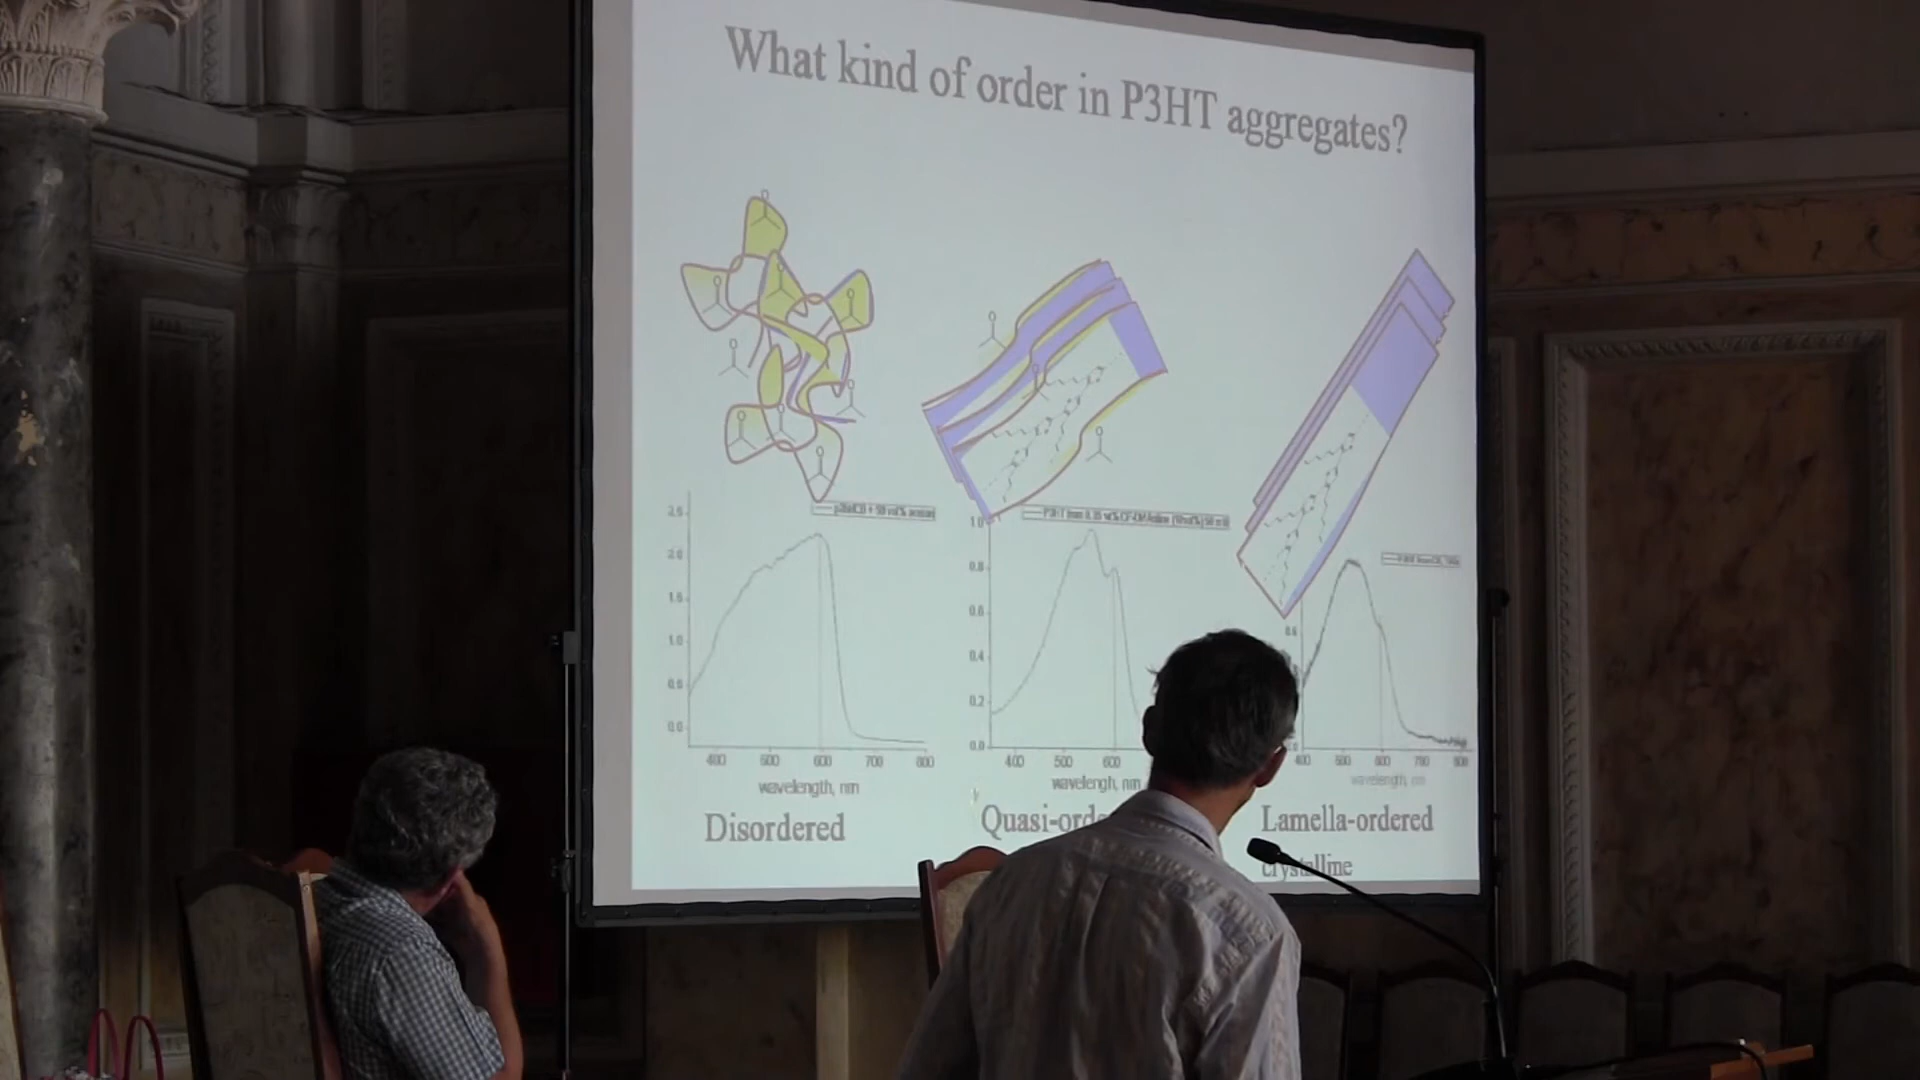 What kind of order in P3HT aggregates?
2.5
2.0
1.5
1.0
0.5
0.0
400 500 600 700 800
wavelength, nm
Disordered
1.0
0.8
0.6
0.4
0.2
0.0
400 500 600
wavelengh, nm
Quasi-orde
0.6
400 500 600 700 800
wavelength, nm
Lamella-ordered
crystalline